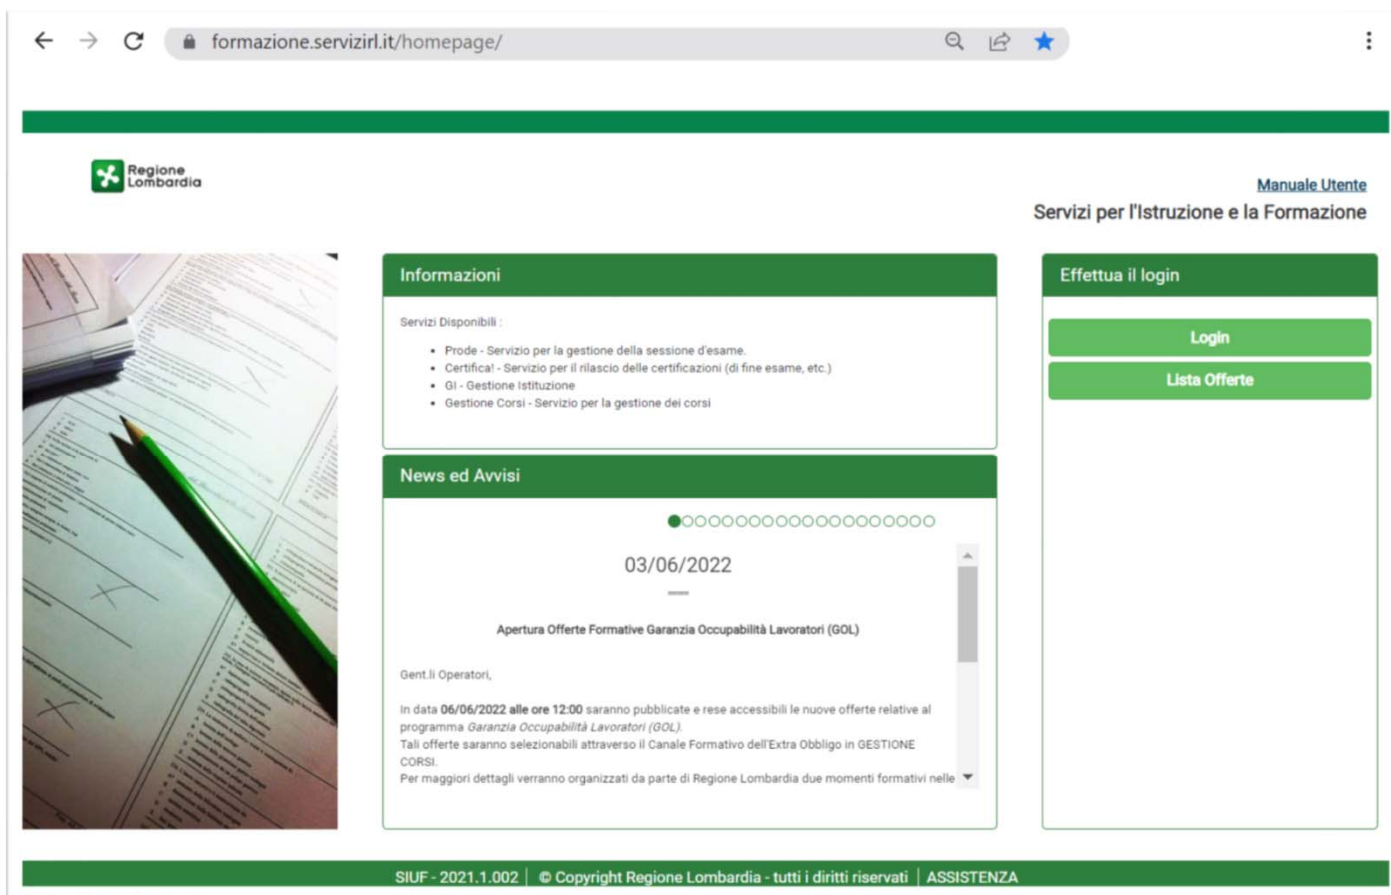 formazione.servizirl.it/homepage/
Regione
Lombardia
Manuale Utente
Servizi per l'Istruzione e la Formazione
Informazioni
Servizi Disponibili :
Prode - Servizio per la gestione della sessione d'esame.
Certifica! - Servizio per il rilascio delle certificazioni (di fine esame, etc.)
GI - Gestione Istituzione
Gestione Corsi - Servizio per la gestione dei corsi
Effettua il login
Login
Lista Offerte
News ed Avvisi
03/06/2022
Apertura Offerte Formative Garanzia Occupabilità Lavoratori (GOL)
Gent.li Operatori,
In data 06/06/2022 alle ore 12:00 saranno pubblicate e rese accessibili le nuove offerte relative al
programma Garanzia Occupabilità Lavoratori (GOL).
Tali offerte saranno selezionabili attraverso il Canale Formativo dell'Extra Obbligo in GESTIONE
CORSI.
Per maggiori dettagli verranno organizzati da parte di Regione Lombardia due momenti formativi nelle
SIUF - 2021.1.002 | © Copyright Regione Lombardia - tutti i diritti riservati | ASSISTENZA